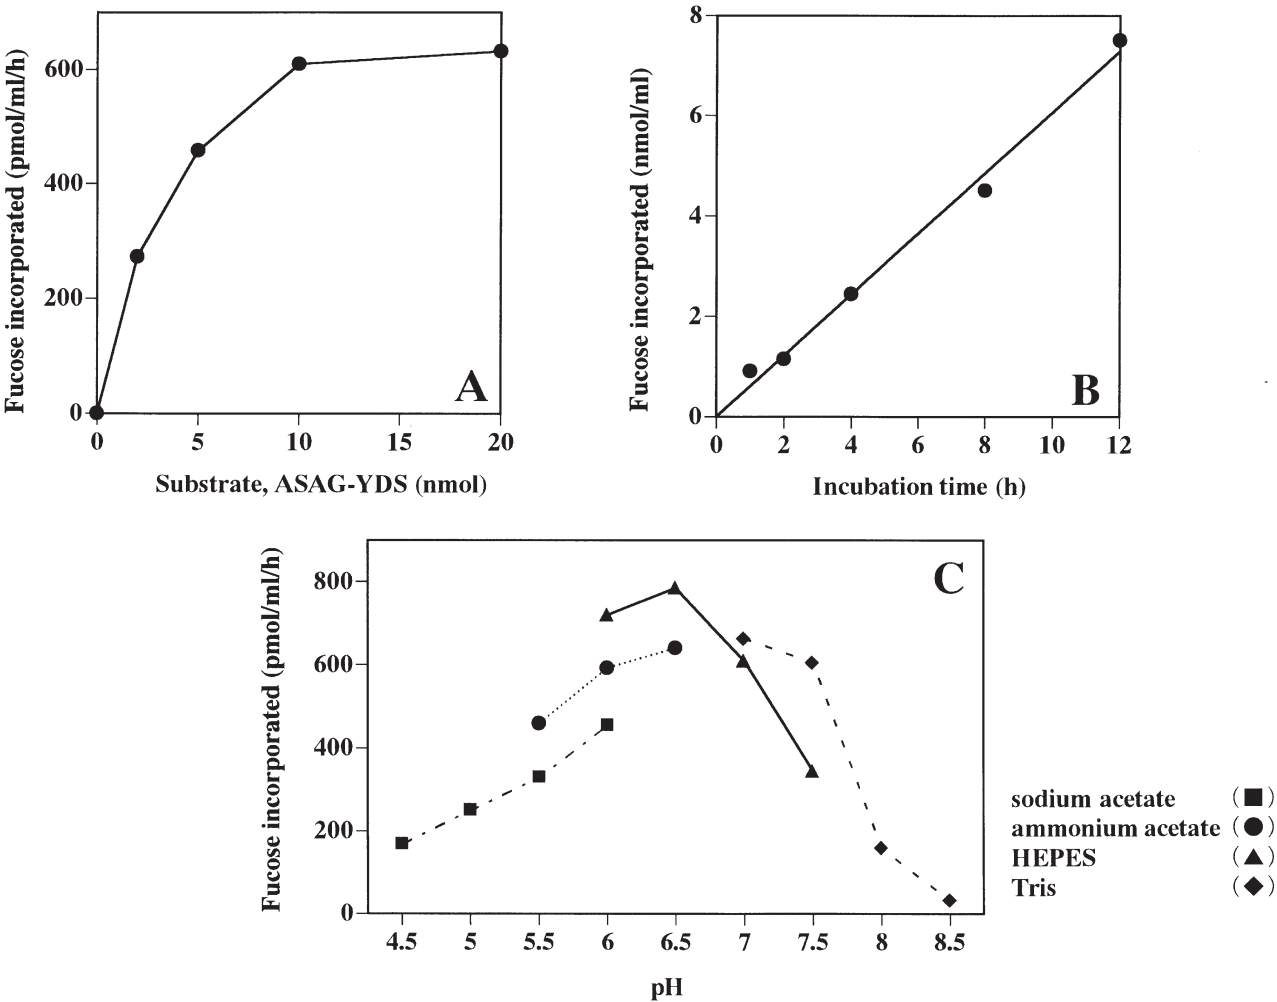 Fucose incorporated (pmol/ml/h)
600
400
200
0
0 5 10 15 20
Substrate, ASAG-YDS (nmol)
A
Fucose incorporated (nmol/ml)
8
6
4
2
0
0 2 4 6 8 10 12
Incubation time (h)
B
Fucose incorporated (pmol/ml/h)
800
600
400
200
0
4.5 5 5.5 6 6.5 7 7.5 8 8.5
pH
C
sodium acetate (■)
ammonium acetate (●)
HEPES (▲)
Tris (◆)